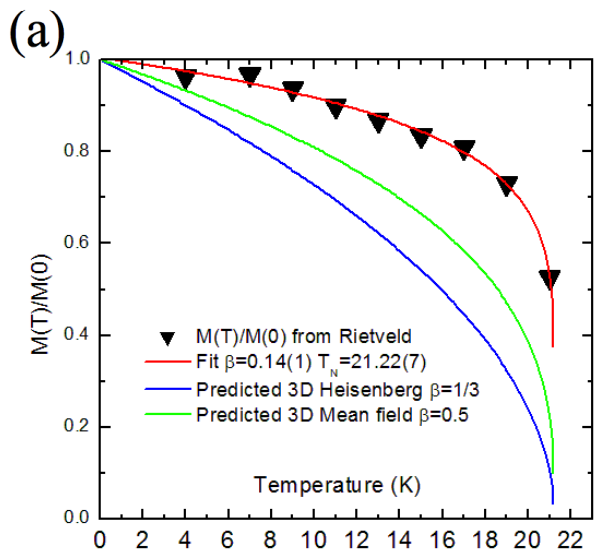 (a)
1.0
0.8
0.6
0.4
0.2
0.0
M(T)/M(0)
M(T)/M(0) from Rietveld
Fit β=0.14(1) T_N=21.22(7)
Predicted 3D Heisenberg β=1/3
Predicted 3D Mean field β=0.5
Temperature (K)
0 2 4 6 8 10 12 14 16 18 20 22